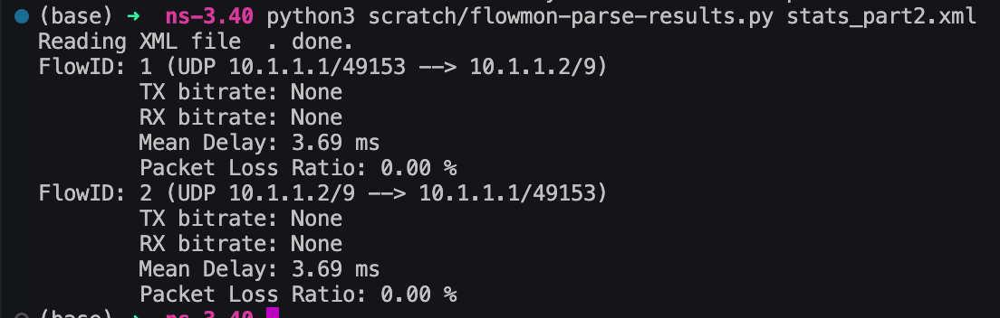 (base) ➜ ns-3.40 python3 scratch/flowmon-parse-results.py stats_part2.xml
Reading XML file  . done.
FlowID: 1 (UDP 10.1.1.1/49153 --> 10.1.1.2/9)
TX bitrate: None
RX bitrate: None
Mean Delay: 3.69 ms
Packet Loss Ratio: 0.00 %
FlowID: 2 (UDP 10.1.1.2/9 --> 10.1.1.1/49153)
TX bitrate: None
RX bitrate: None
Mean Delay: 3.69 ms
Packet Loss Ratio: 0.00 %
(base) ➜ ns-3.40